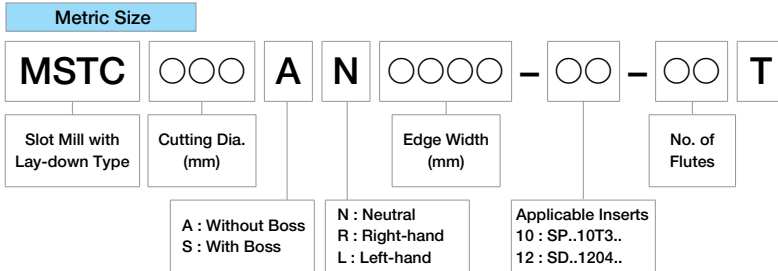 Metric Size
MSTC ○○○ A N ○○○○ – ○○ – ○○ T
Slot Mill with
Lay-down Type
Cutting Dia.
(mm)
Edge Width
(mm)
No. of
Flutes
A : Without Boss
S : With Boss
N : Neutral
R : Right-hand
L : Left-hand
Applicable Inserts
10 : SP..10T3..
12 : SD..1204..